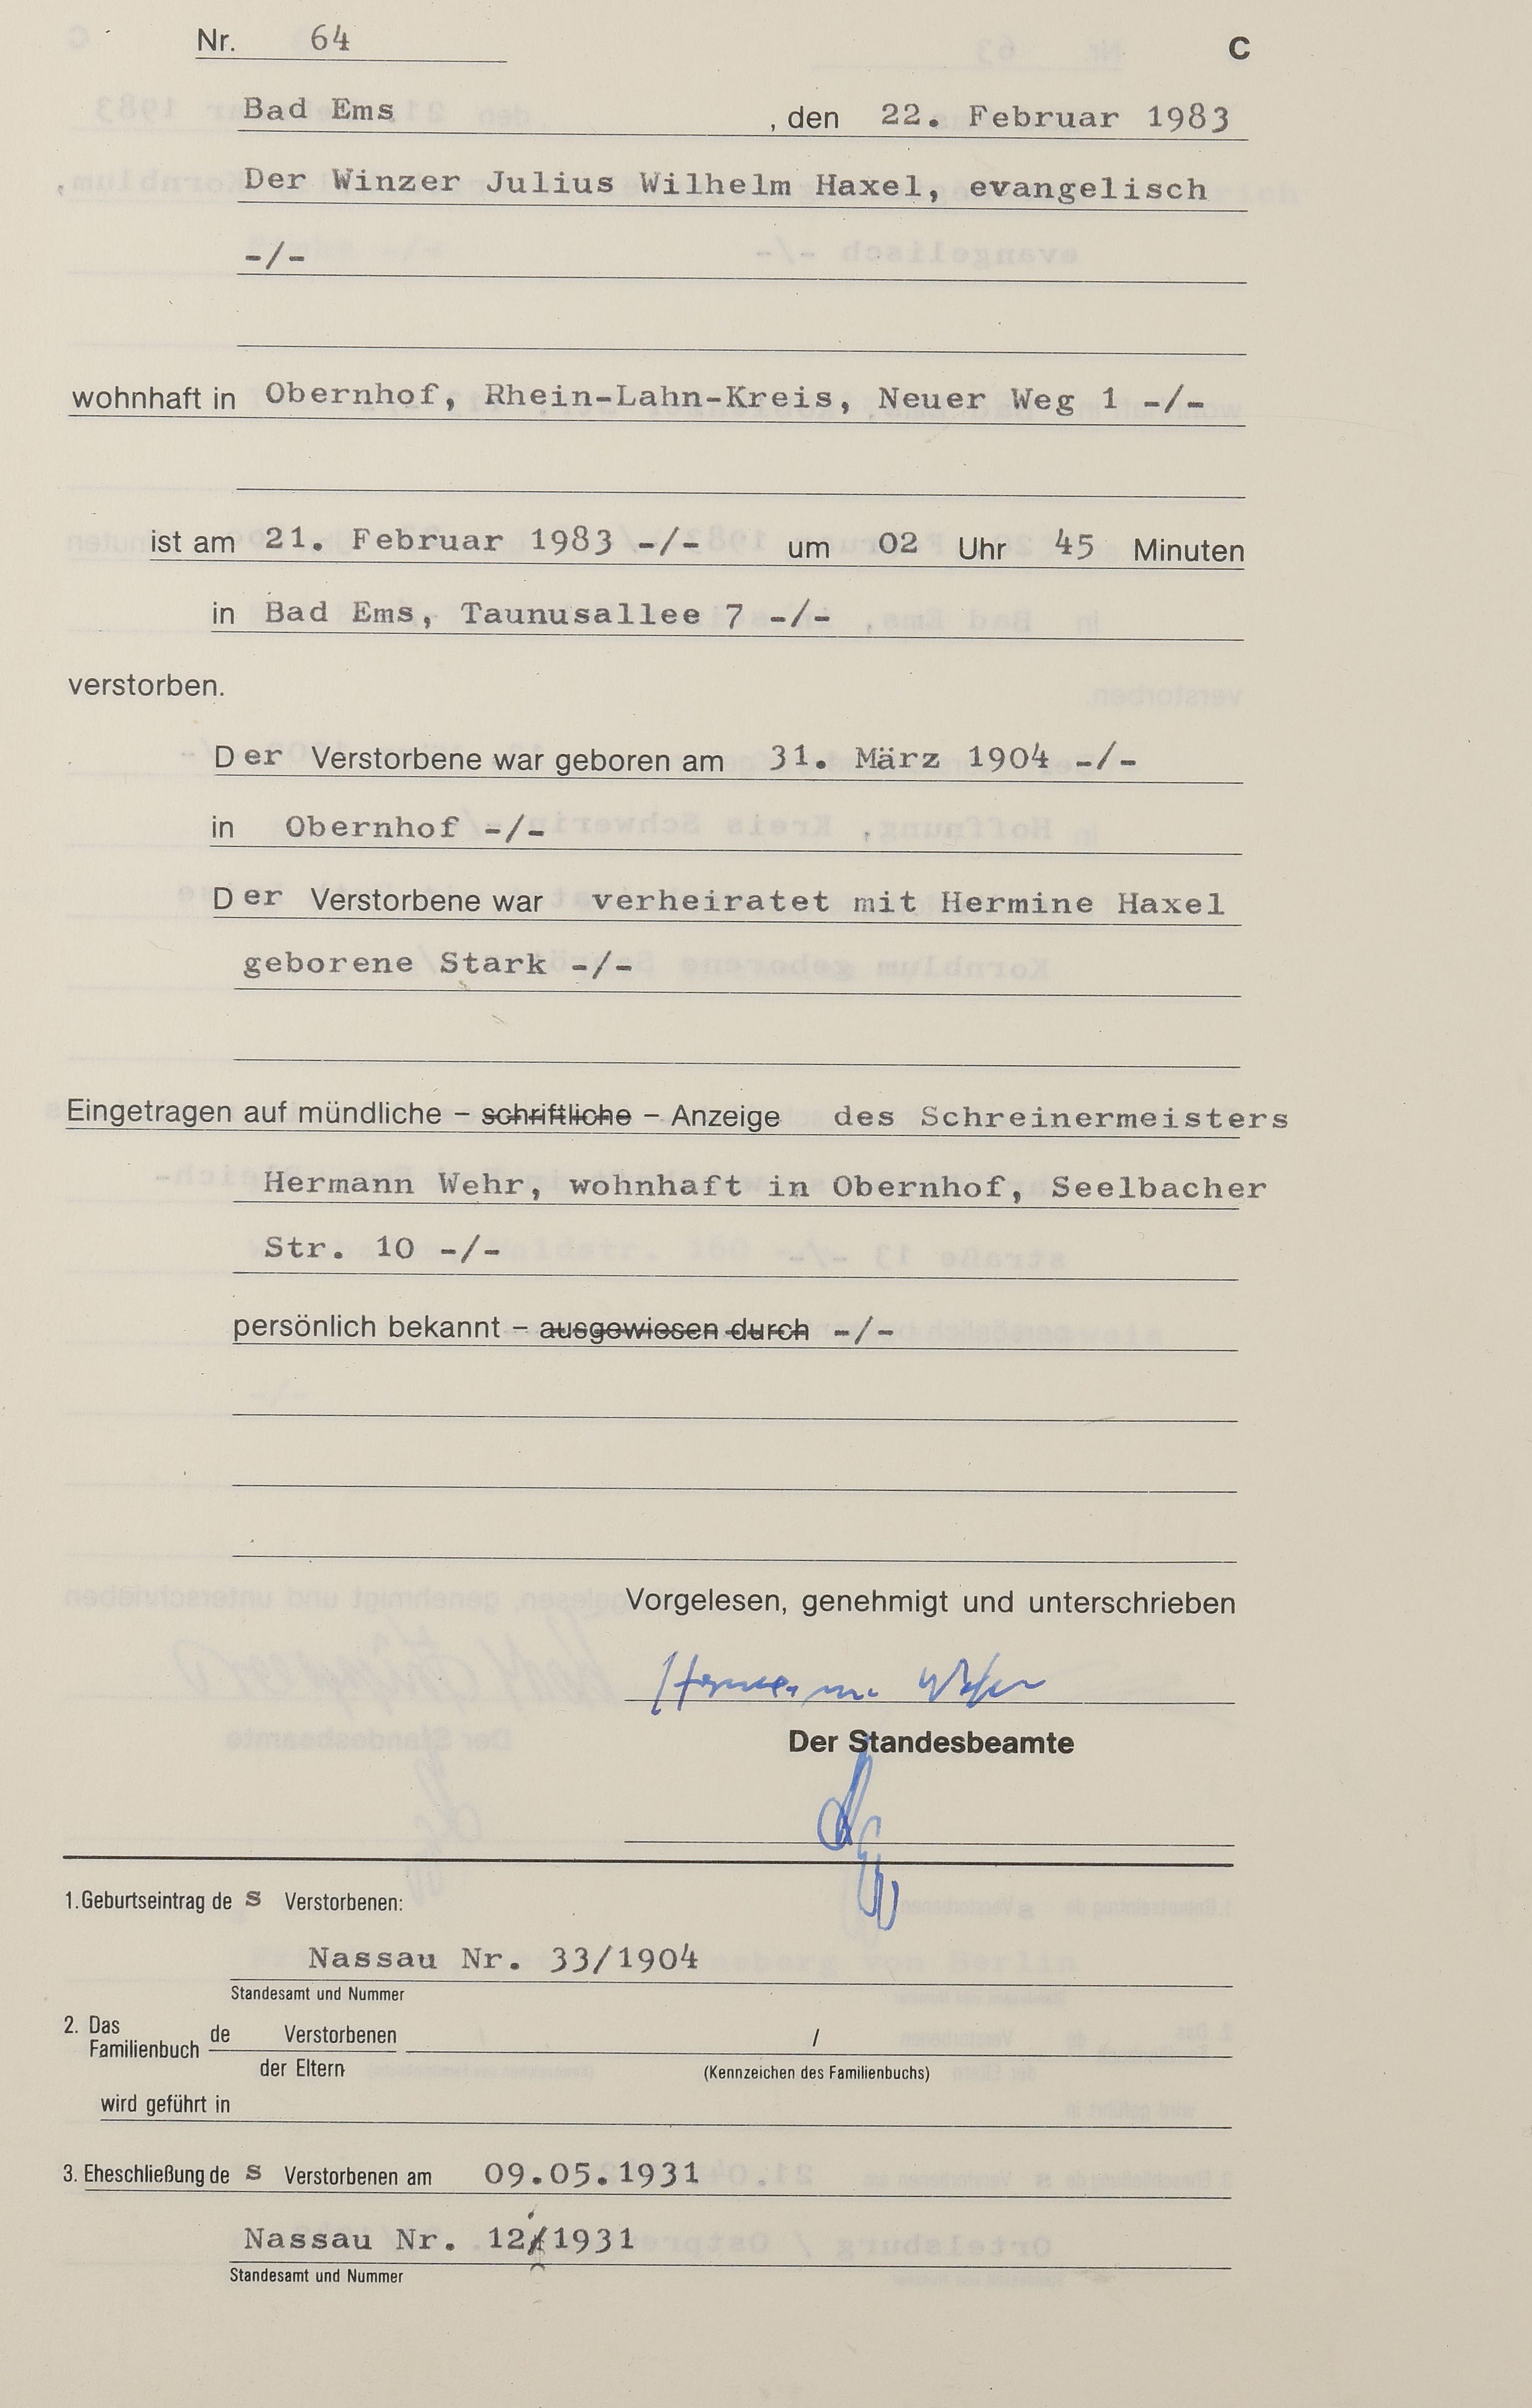 Nr. 64 C
Bad Ems , den 22. Februar 1983
Der Winzer Julius Wilhelm Haxel, evangelisch
-/-
wohnhaft in Obernhof, Rhein-Lahn-Kreis, Neuer Weg 1 -/-
ist am 21. Februar 1983 -/- um 02 Uhr 45 Minuten
in Bad Ems, Taunusallee 7 -/-
verstorben.
Der Verstorbene war geboren am 31. März 1904 -/-
in Obernhof -/-
Der Verstorbene war verheiratet mit Hermine Haxel
geborene Stark -/-
Eingetragen auf mündliche – schriftliche – Anzeige des Schreinermeisters
Hermann Wehr, wohnhaft in Obernhof, Seelbacher
Str. 10 -/-
persönlich bekannt – ausgewiesen durch -/-
Vorgelesen, genehmigt und unterschrieben
Hermann Wehr
Der Standesbeamte
1. Geburtseintrag des Verstorbenen:
Nassau Nr. 33/1904
Standesamt und Nummer
2. Das Familienbuch de Verstorbenen /
der Eltern (Kennzeichen des Familienbuchs)
wird geführt in
3. Eheschließung des Verstorbenen am 09.05.1931
Nassau Nr. 12/1931
Standesamt und Nummer